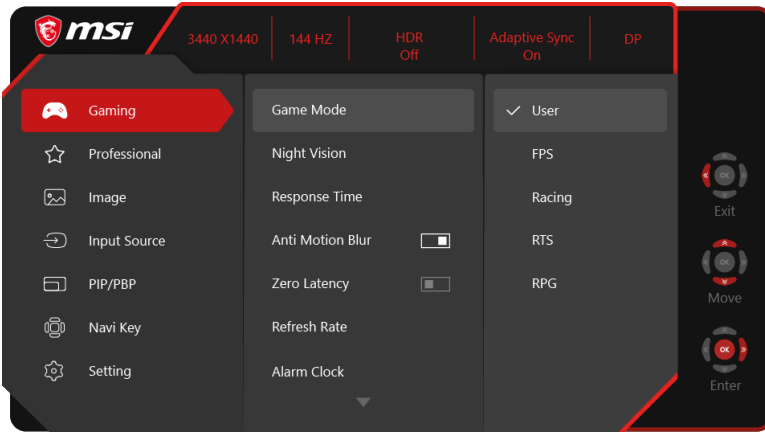 msi
3440 X1440
144 HZ
HDR
Off
Adaptive Sync
On
DP
Gaming
Professional
Image
Input Source
PIP/PBP
Navi Key
Setting
Game Mode
Night Vision
Response Time
Anti Motion Blur
Zero Latency
Refresh Rate
Alarm Clock
User
FPS
Racing
RTS
RPG
OK
Exit
OK
Move
OK
Enter